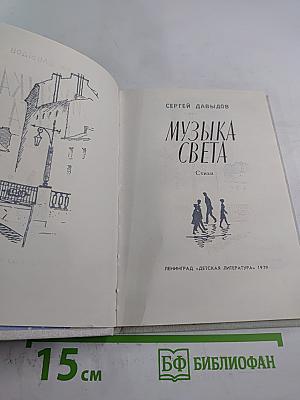 СЕРГЕЙ ДАВЫДОВ
МУЗЫКА
СВЕТА
Стихи
ЛЕНИНГРАД «ДЕТСКАЯ ЛИТЕРАТУРА» 1979
15 см
БФ БИБЛИОФАН